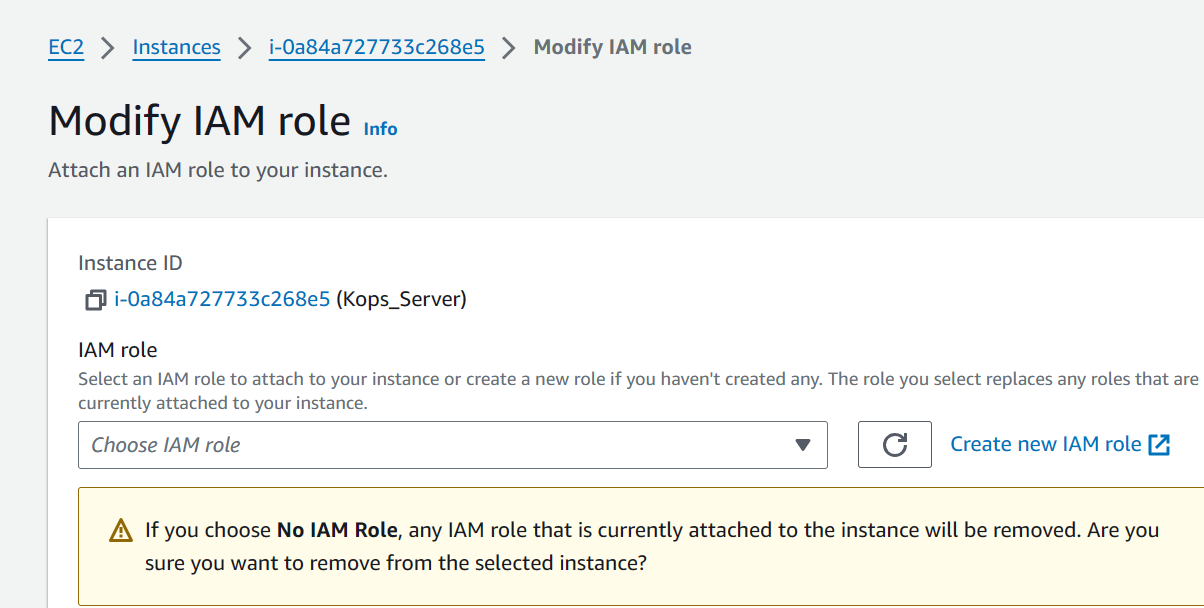 EC2 > Instances > i-0a84a727733c268e5 > Modify IAM role
Modify IAM role Info
Attach an IAM role to your instance.
Instance ID
i-0a84a727733c268e5 (Kops_Server)
IAM role
Select an IAM role to attach to your instance or create a new role if you haven't created any. The role you select replaces any roles that are
currently attached to your instance.
Choose IAM role
Create new IAM role
If you choose No IAM Role, any IAM role that is currently attached to the instance will be removed. Are you
sure you want to remove from the selected instance?